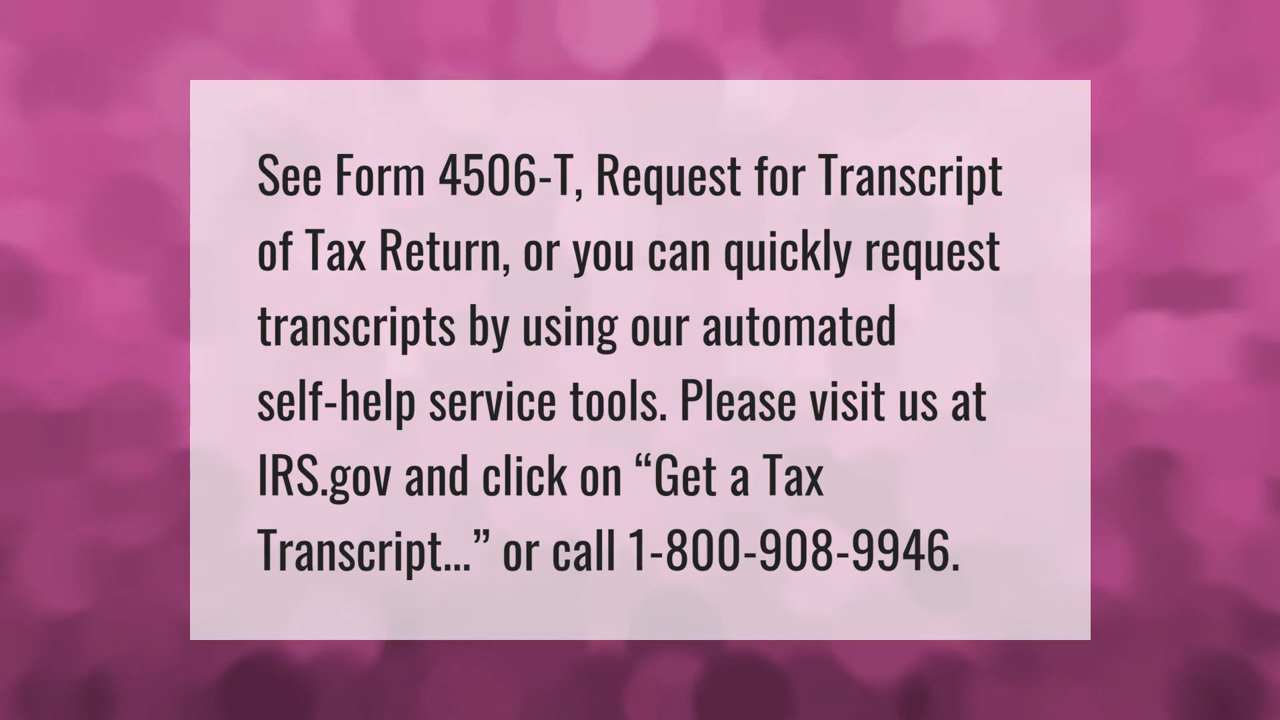 See Form 4506-T, Request for Transcript
of Tax Return, or you can quickly request
transcripts by using our automated
self-help service tools. Please visit us at
IRS.gov and click on “Get a Tax
Transcript...” or call 1-800-908-9946.